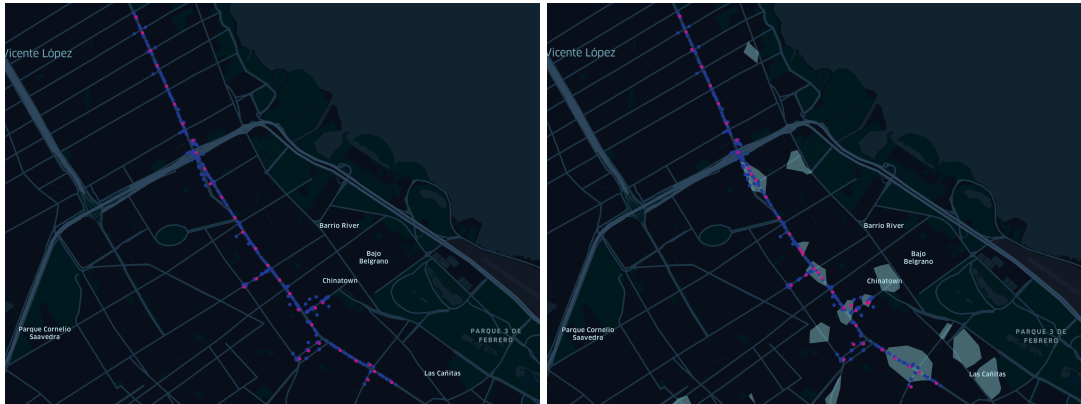 Vicente López
Barrio River
Bajo
Belgrano
Chinatown
Parque Cornelio
Saavedra
PARQUE 3 DE
FEBRERO
Las Cañitas
Vicente López
Barrio River
Bajo
Belgrano
Chinatown
Parque Cornelio
Saavedra
PARQUE 3 DE
FEBRERO
Las Cañitas